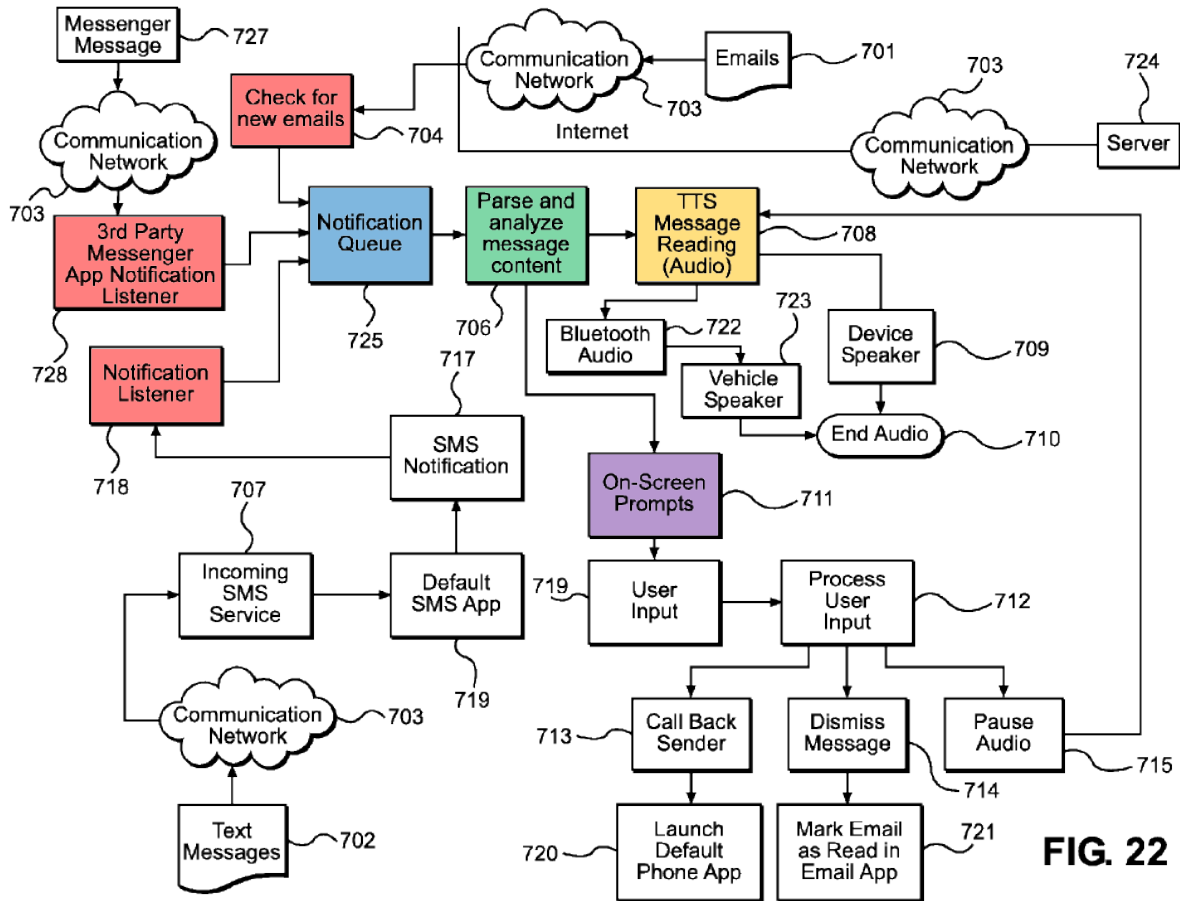 Messenger
Message
727
Communication
Network
703
Check for
new emails
704
Communication
Network
703
Emails
701
Internet
703
Communication
Network
724
Server
3rd Party
Messenger
App Notification
Listener
728
Notification
Queue
725
Parse and
analyze
message
content
706
TTS
Message
Reading
(Audio)
708
Bluetooth
Audio
722
723
Vehicle
Speaker
Device
Speaker
709
End Audio
710
Notification
Listener
718
717
SMS
Notification
On-Screen
Prompts
711
707
Incoming
SMS
Service
Default
SMS App
719
719
User
Input
Process
User
Input
712
Communication
Network
703
Text
Messages
702
713
Call Back
Sender
Dismiss
Message
714
Pause
Audio
715
720
Launch
Default
Phone App
Mark Email
as Read in
Email App
721
FIG. 22